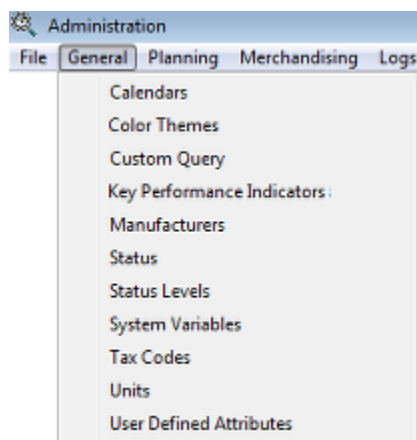 Administration
File General Planning Merchandising Logs
Calendars
Color Themes
Custom Query
Key Performance Indicators
Manufacturers
Status
Status Levels
System Variables
Tax Codes
Units
User Defined Attributes